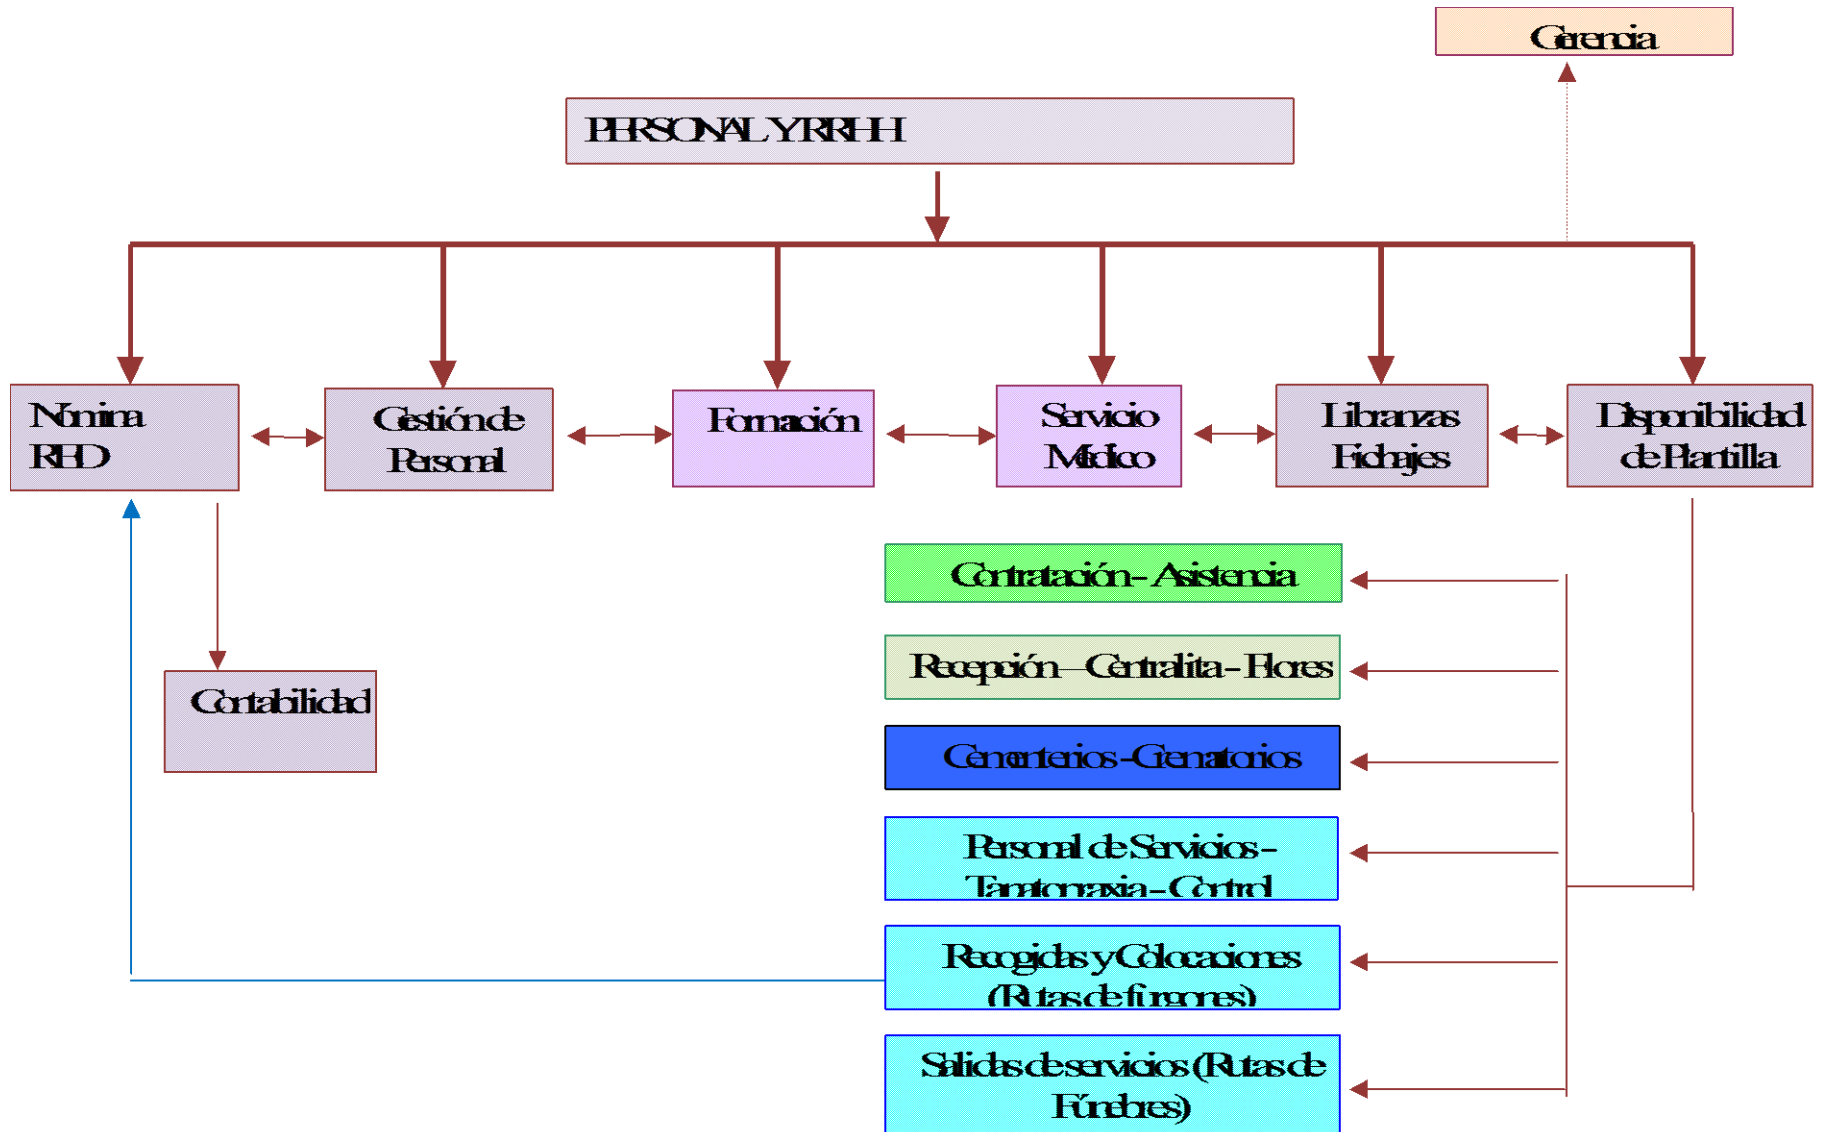 Gerencia
PERSONAL Y RRHH
Nómina
RED
Gestión de
Personal
Formación
Servicio
Médico
Libranzas
Fichajes
Disponibilidad
de Plantilla
Contratación – Asistencia
Recepción – Centralita – Flores
Contabilidad
Cementerios – Crematorios
Personal de Servicios –
Tanatopraxia – Control
Recogidas y Colocaciones
(Rutas de furgones)
Salidas de servicios (Rutas de
Fúnebres)